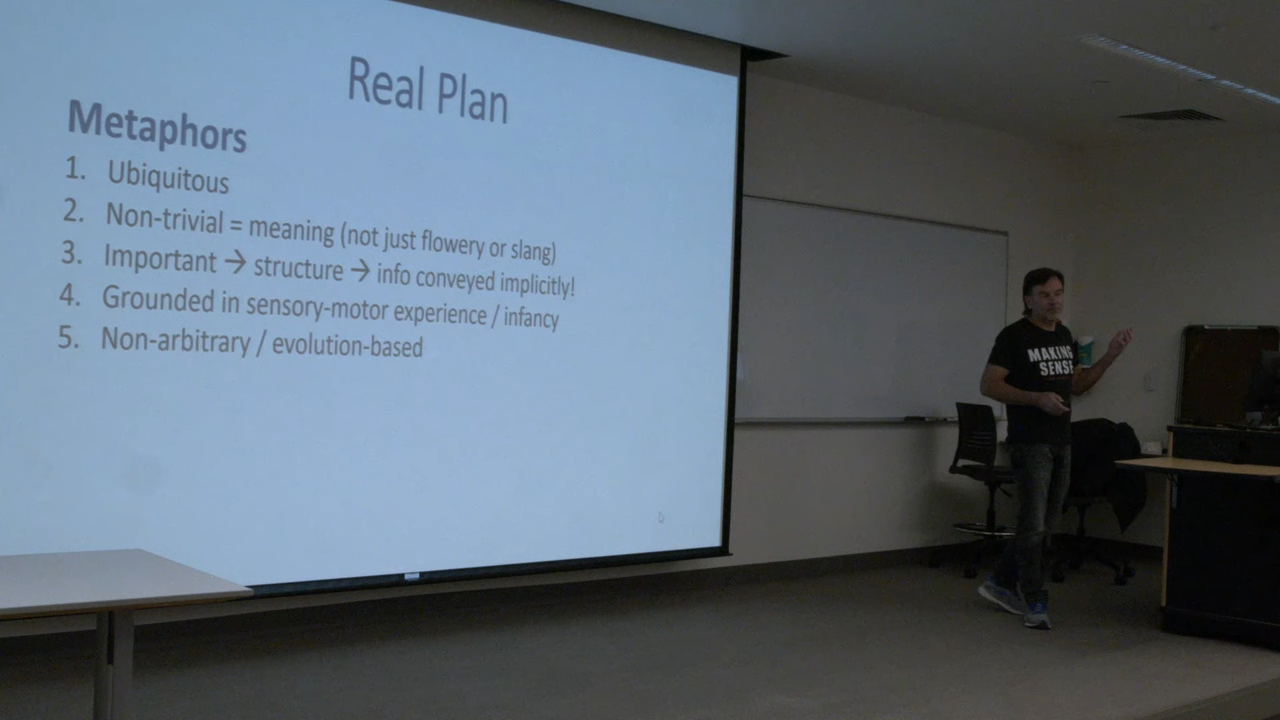 Real Plan
Metaphors
1. Ubiquitous
2. Non-trivial = meaning (not just flowery or slang)
3. Important → structure → info conveyed implicitly!
4. Grounded in sensory-motor experience / infancy
5. Non-arbitrary / evolution-based
MAKING
SENSE